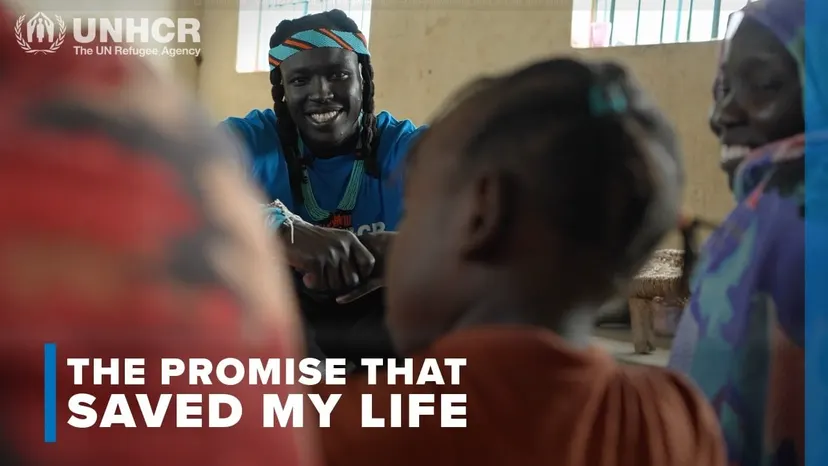 UNHCR
The UN Refugee Agency
THE PROMISE THAT
SAVED MY LIFE